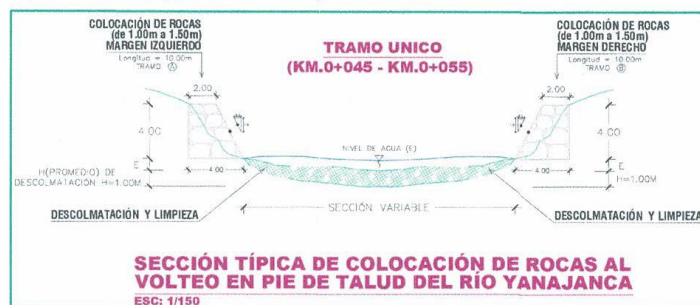 COLOCACIÓN DE ROCAS
(de 1.00m a 1.50m)
MARGEN IZQUIERDO
Longitud = 10.00m
TRAMO Ⓐ
TRAMO UNICO
(KM.0+045 - KM.0+055)
COLOCACIÓN DE ROCAS
(de 1.00m a 1.50m)
MARGEN DERECHO
Longitud = 10.00m
TRAMO Ⓑ
2.00
2.00
4.00
4.00
NIVEL DE AGUA (E)
E
E
H(PROMEDIO) DE
DESCOLMATACIÓN H=1.00M
4.00
4.00
H=1.00M
DESCOLMATACIÓN Y LIMPIEZA
SECCIÓN VARIABLE
DESCOLMATACIÓN Y LIMPIEZA
SECCIÓN TÍPICA DE COLOCACIÓN DE ROCAS AL
VOLTEO EN PIE DE TALUD DEL RÍO YANAJANCA
ESC: 1/150